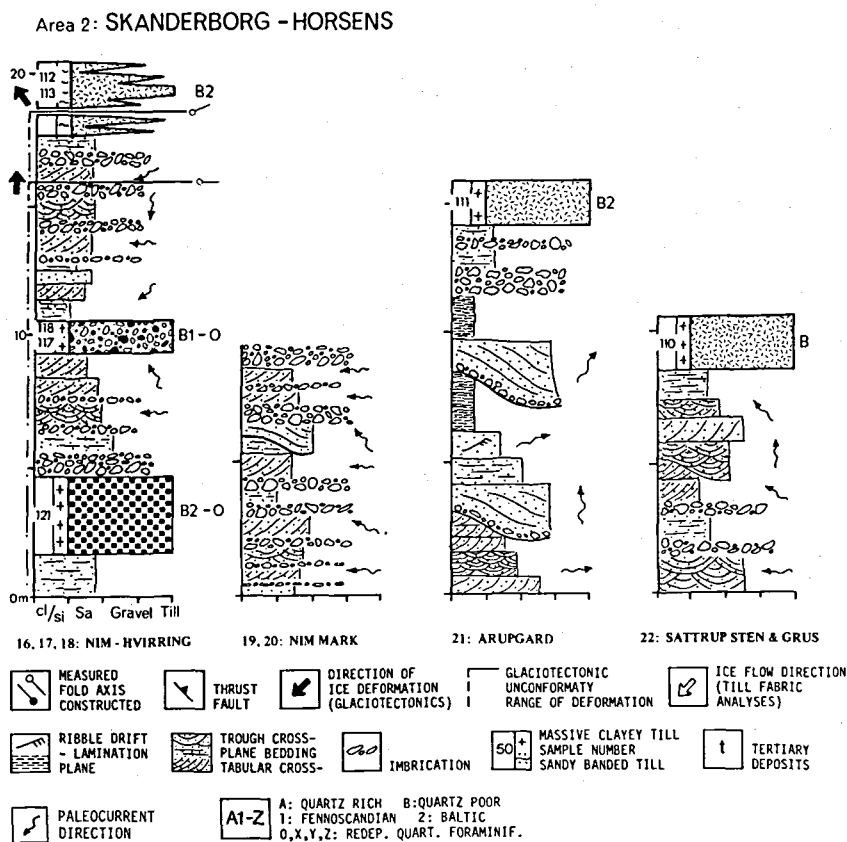 Area 2: SKANDERBORG - HORSENS
20
112
113
B2
118
10
117
B1-O
121
B2-O
0m
cl/si Sa Gravel Till
111
B2
110
B
16, 17, 18: NIM - HVIRRING
19, 20: NIM MARK
21: ARUPGARD
22: SATTRUP STEN & GRUS
MEASURED
FOLD AXIS
CONSTRUCTED
THRUST
FAULT
DIRECTION OF
ICE DEFORMATION
(GLACIOTECTONICS)
GLACIOTECTONIC
UNCONFORMATY
RANGE OF DEFORMATION
ICE FLOW DIRECTION
(TILL FABRIC
ANALYSES)
RIBBLE DRIFT
- LAMINATION
PLANE
TROUGH CROSS-
PLANE BEDDING
TABULAR CROSS-
IMBRICATION
50
MASSIVE CLAYEY TILL
SAMPLE NUMBER
SANDY BANDED TILL
t
TERTIARY
DEPOSITS
PALEOCURRENT
DIRECTION
A1-Z
A: QUARTZ RICH B:QUARTZ POOR
1: FENNOSCANDIAN 2: BALTIC
O,X,Y,Z: REDEP. QUART. FORAMINIF.